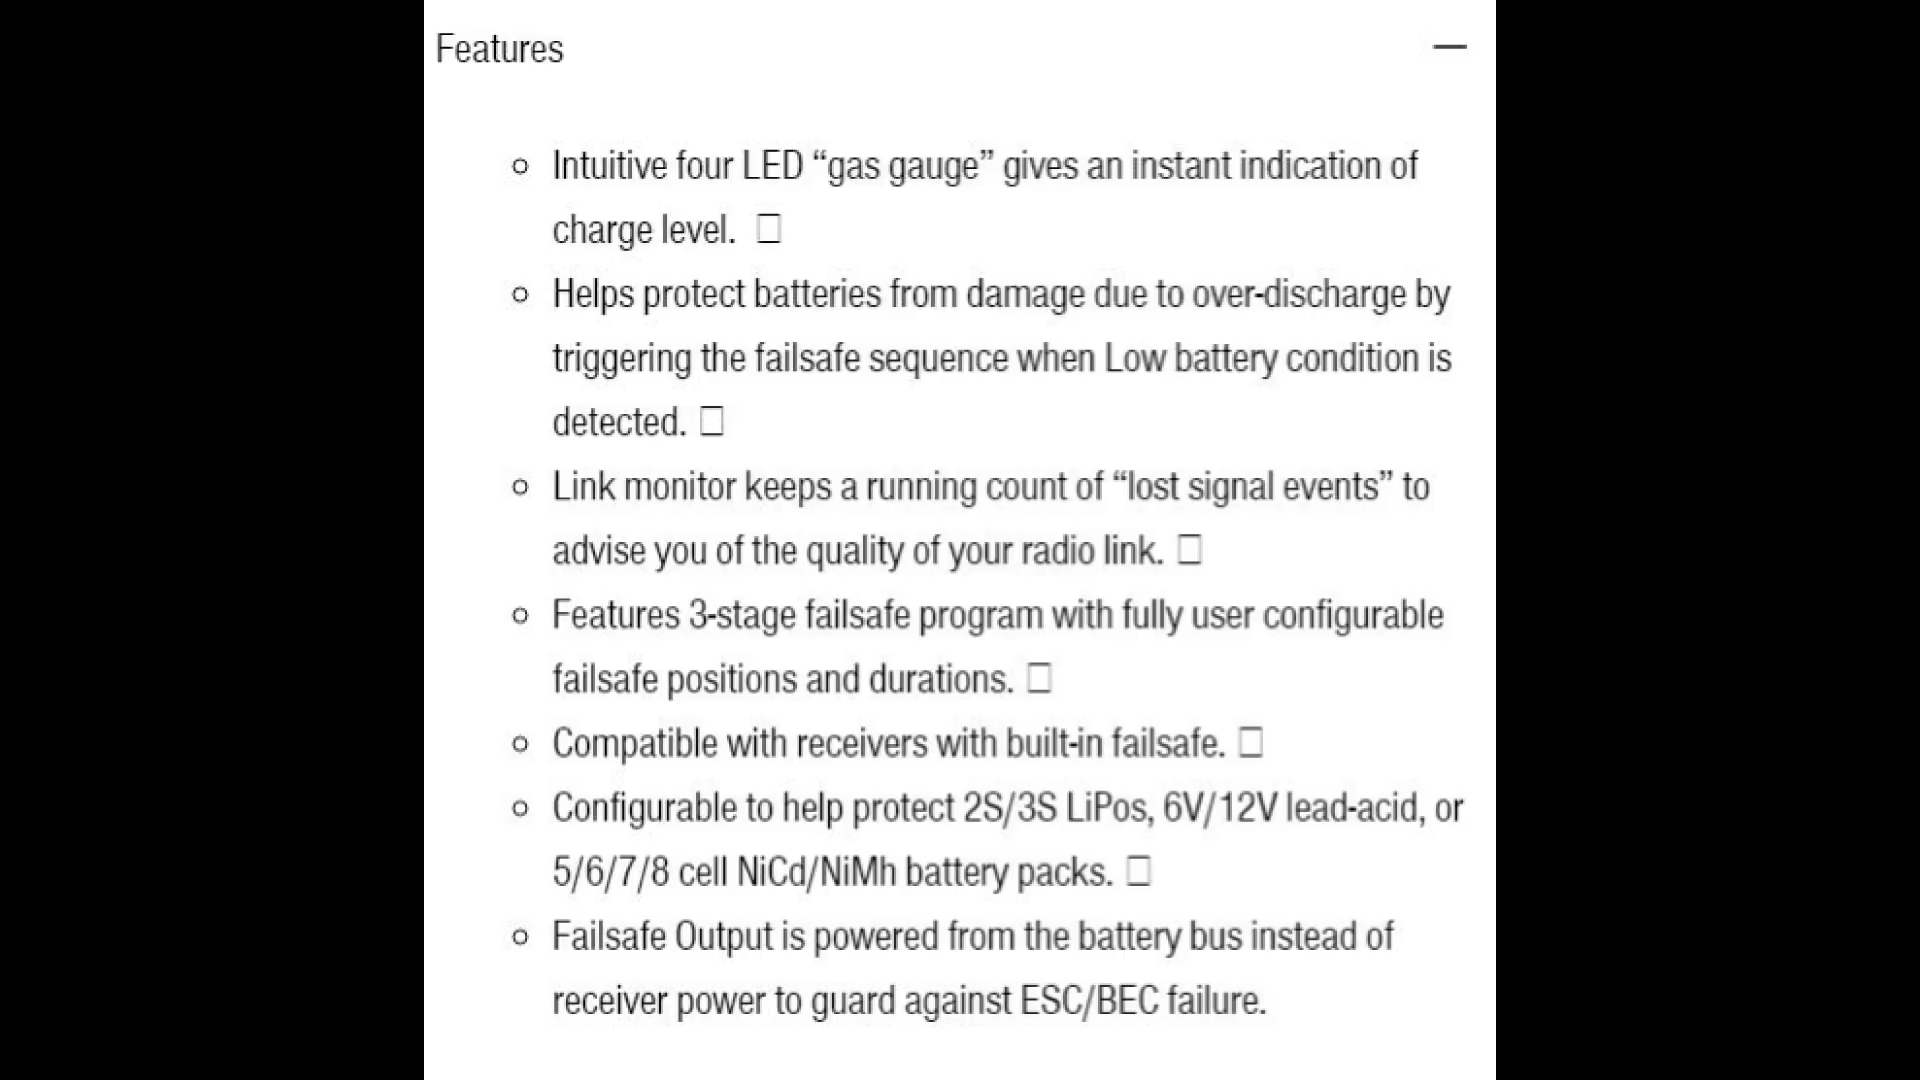 Features
Intuitive four LED “gas gauge” gives an instant indication of
charge level. □
Helps protect batteries from damage due to over-discharge by
triggering the failsafe sequence when Low battery condition is
detected. □
Link monitor keeps a running count of “lost signal events” to
advise you of the quality of your radio link. □
Features 3-stage failsafe program with fully user configurable
failsafe positions and durations. □
Compatible with receivers with built-in failsafe. □
Configurable to help protect 2S/3S LiPos, 6V/12V lead-acid, or
5/6/7/8 cell NiCd/NiMh battery packs. □
Failsafe Output is powered from the battery bus instead of
receiver power to guard against ESC/BEC failure.